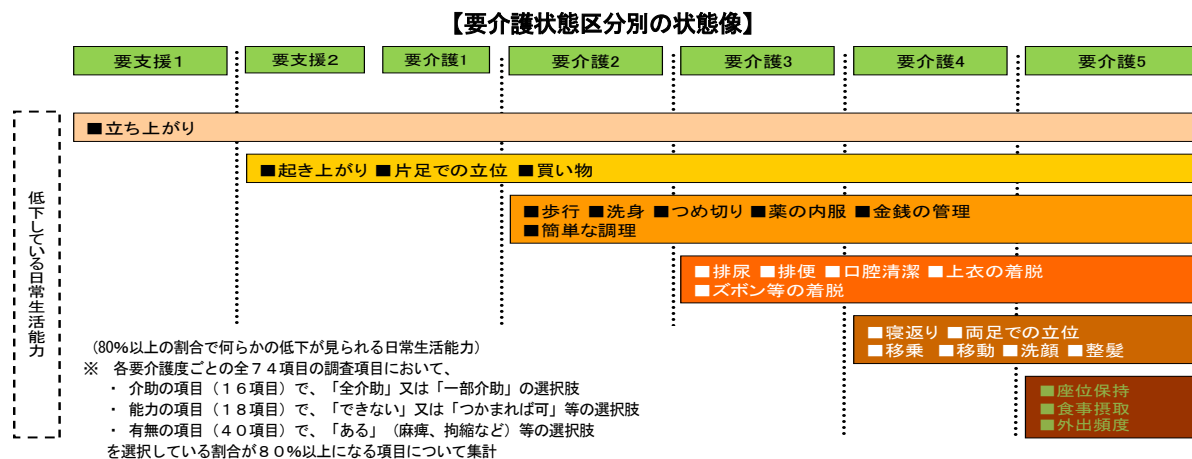 【要介護状態区分別の状態像】
要支援1 要支援2 要介護1 要介護2 要介護3 要介護4 要介護5
低下している日常生活能力
■立ち上がり
■起き上がり ■片足での立位 ■買い物
■歩行 ■洗身 ■つめ切り ■薬の内服 ■金銭の管理
■簡単な調理
■排尿 ■排便 ■口腔清潔 ■上衣の着脱
■ズボン等の着脱
■寝返り ■両足での立位
■移乗 ■移動 ■洗顔 ■整髪
■座位保持
■食事摂取
■外出頻度
(80%以上の割合で何らかの低下が見られる日常生活能力)
※ 各要介護度ごとの全74項目の調査項目において、
・ 介助の項目（16項目）で、「全介助」又は「一部介助」の選択肢
・ 能力の項目（18項目）で、「できない」又は「つかまれば可」等の選択肢
・ 有無の項目（40項目）で、「ある」（麻痺、拘縮など）等の選択肢
を選択している割合が80%以上になる項目について集計